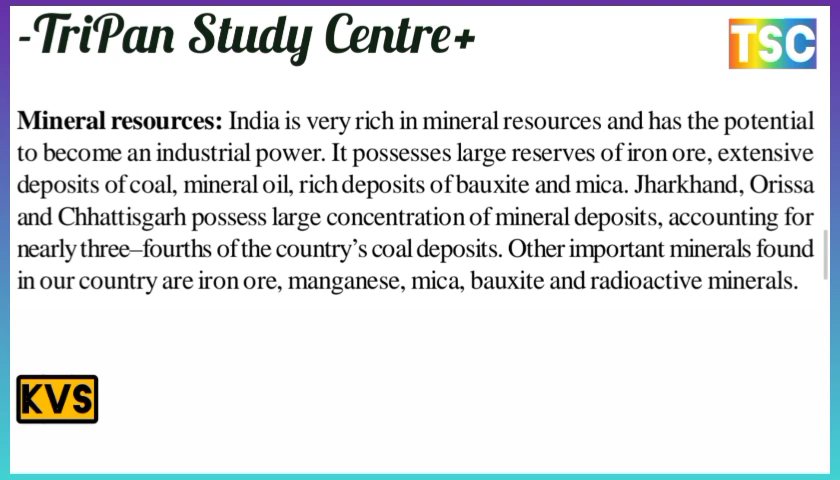 -TriPan Study Centre+
TSC
Mineral resources: India is very rich in mineral resources and has the potential
to become an industrial power. It possesses large reserves of iron ore, extensive
deposits of coal, mineral oil, rich deposits of bauxite and mica. Jharkhand, Orissa
and Chhattisgarh possess large concentration of mineral deposits, accounting for
nearly three–fourths of the country’s coal deposits. Other important minerals found
in our country are iron ore, manganese, mica, bauxite and radioactive minerals.
KVS